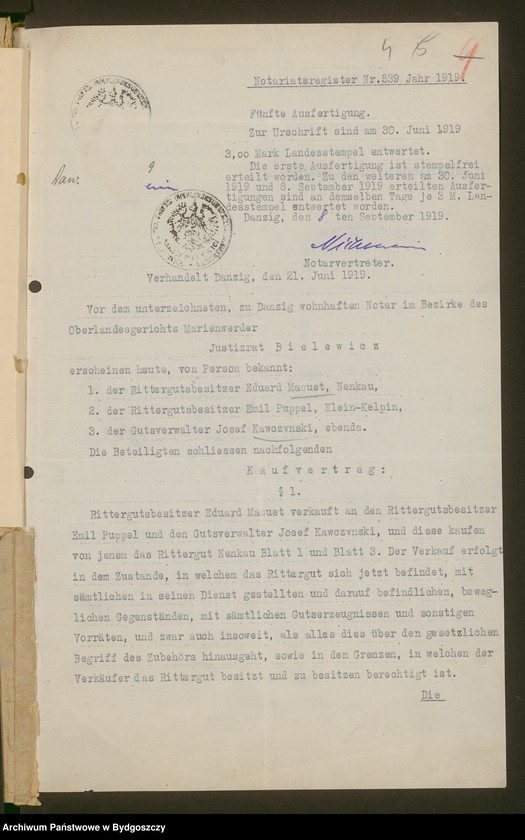 4 5 9
Notariatsregister Nr.539 Jahr 1919.
Fünfte Ausfertigung.
Zur Urschrift sind am 30. Juni 1919
3,00 Mark Landesstempel entwertet.
Die erste Ausfertigung ist stempelfrei
erteilt worden. Zu den weiteren am 30. Juni
1919 und 8. September 1919 erteilten Ausfer-
tigungen sind an demselben Tage je 3 M. Lan-
desstempel entwertet worden.
Danzig, den 8 ten September 1919.
Notarvertreter.
Verhandelt Danzig, den 21. Juni 1919.
Vor dem unterzeichneten, zu Danzig wohnhaften Notar im Bezirke des
Oberlandesgerichts Marienwerder
Justizrat B i e l e w i c z
erscheinen haute, von Person bekannt:
1. der Rittergutsbesitzer Eduard Maquet, Nenkau,
2. der Rittergutsbesitzer Emil Puppel, Klein-Kelpin,
3. der Gutsverwalter Josef Kawozynski, ebenda.
Die Beteiligten schliessen nachfolgenden
K a u f v e r t r a g :
§ 1.
Rittergutsbesitzer Eduard Maquet verkauft an den Rittergutsbesitzer
Emil Puppel und den Gutsverwalter Josef Kawozynski, und diese kaufen
von jenem das Rittergut Nenkau Blatt 1 und Blatt 3. Der Verkauf erfolgt
in dem Zustande, in welchem das Rittergut sich jetzt befindet, mit
sämtlichen in seinen Dienst gestellten und darauf befindlichen, beweg-
lichen Gegenständen, mit sämtlichen Gutserzeugnissen und sonstigen
Vorräten, und zwar auch insoweit, als alles dies über den gesetzlichen
Begriff des Zubehörs hinausgeht, sowie in den Grenzen, in welchen der
Verkäufer das Rittergut besitzt und zu besitzen berechtigt ist.
Die
Archiwum Państwowe w Bydgoszczy